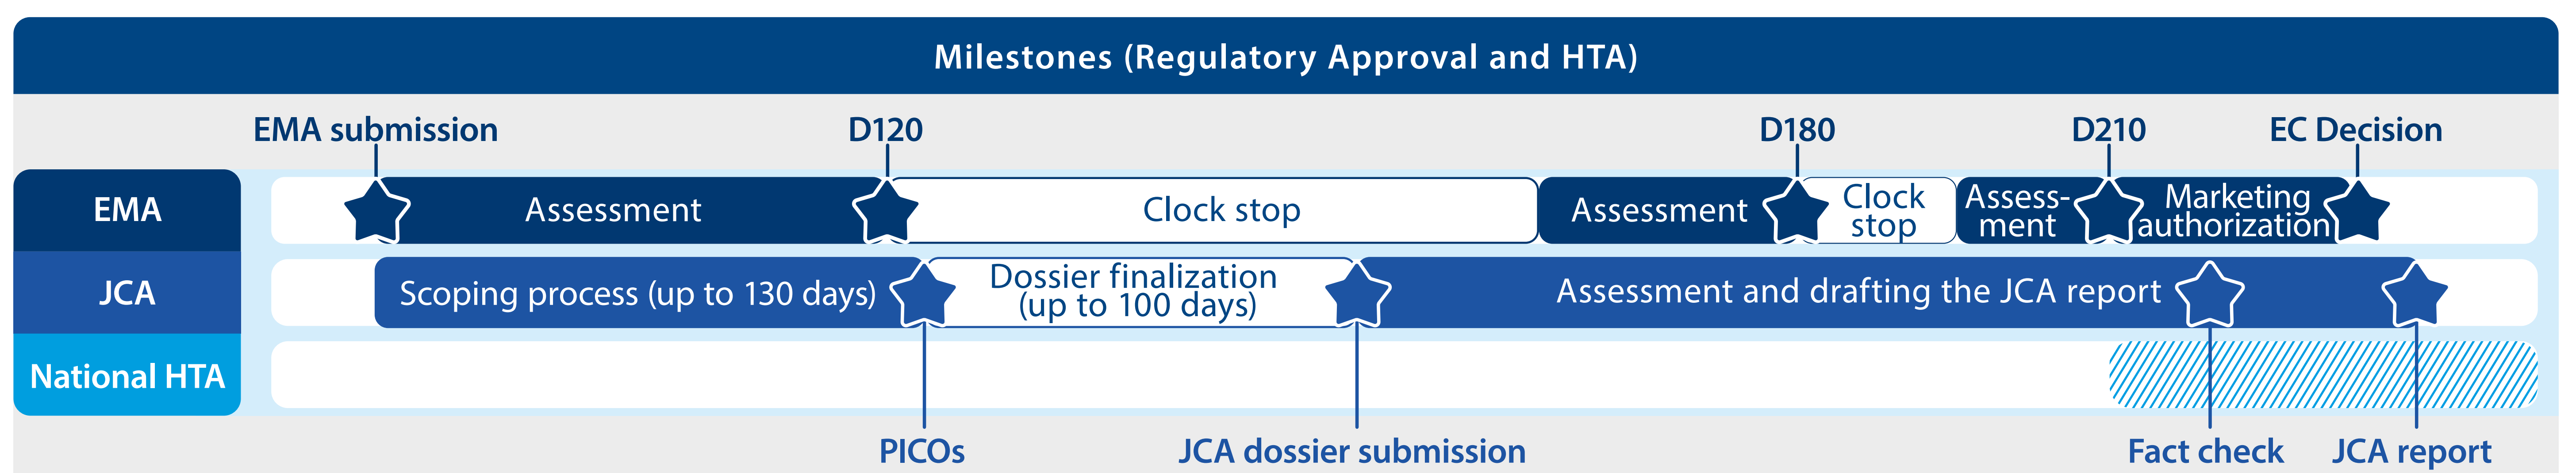 Milestones (Regulatory Approval and HTA)
EMA submission
D120
D180
D210
EC Decision
EMA
Assessment
Clock stop
Assessment
Clock
stop
Assess-
ment
Marketing
authorization
JCA
Scoping process (up to 130 days)
Dossier finalization
(up to 100 days)
Assessment and drafting the JCA report
National HTA
PICOs
JCA dossier submission
Fact check
JCA report